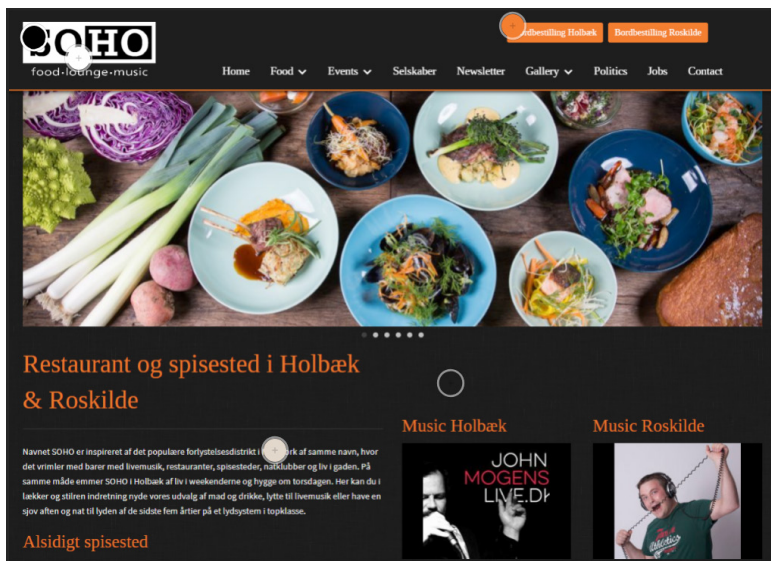 SOHO
food·lounge·music
Bordbestilling Roskilde
Home Food Events Selskaber Newsletter Gallery Politics Jobs Contact
Restaurant og spisested i Holbæk
& Roskilde
Navnet SOHO er inspireret af det populære forlystelsesdistrikt i af samme navn, hvor
det vrimler med barer med livemusik, restauranter, spisesteder, natklubber og liv i gaden. På
samme måde emmer SOHO i Holbæk af liv i weekenderne og hygge om torsdagen. Her kan du i
lækker og stilren indretning nyde vores udvalg af mad og drikke, lytte til livemusik eller have en
sjov aften og nat til lyden af de sidste fem årtier på et lydsystem i topklasse.
Alsidigt spisested
Music Holbæk
JOHN
MOGENS
LIVE.DK
Music Roskilde